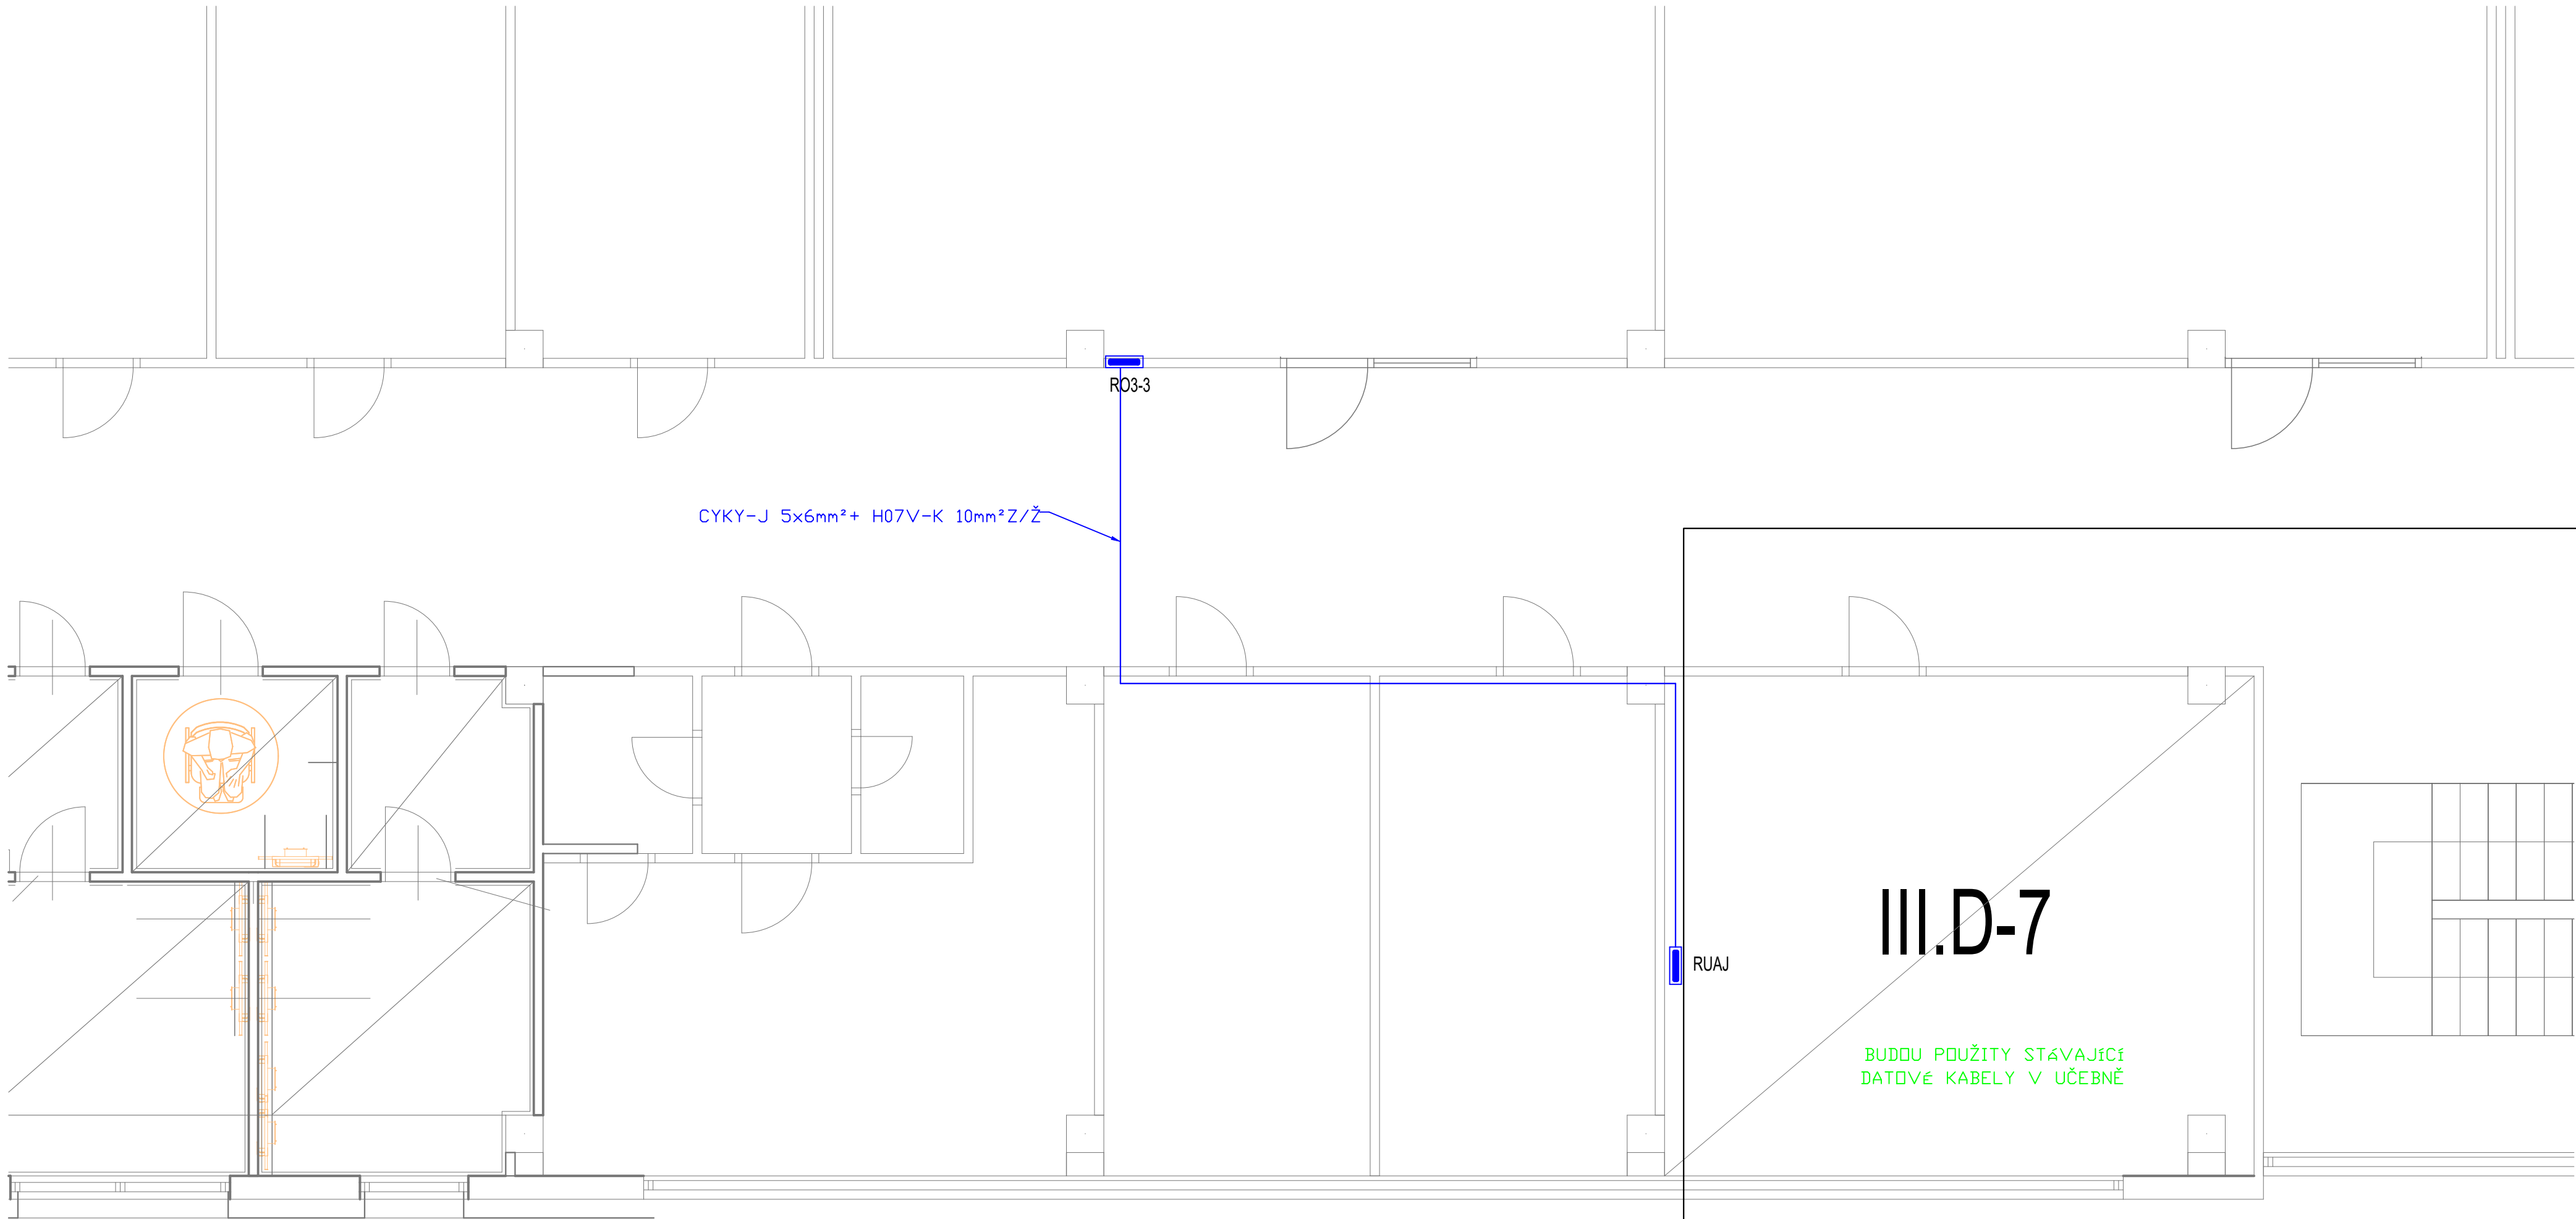 RO3-3
CYKY-J 5x6mm²+ H07V-K 10mm²Z/Ž
III.D-7
RUAJ
BUDOU POUŽITY STáVAJíCí
DATOVé KABELY V UČEBNĚ